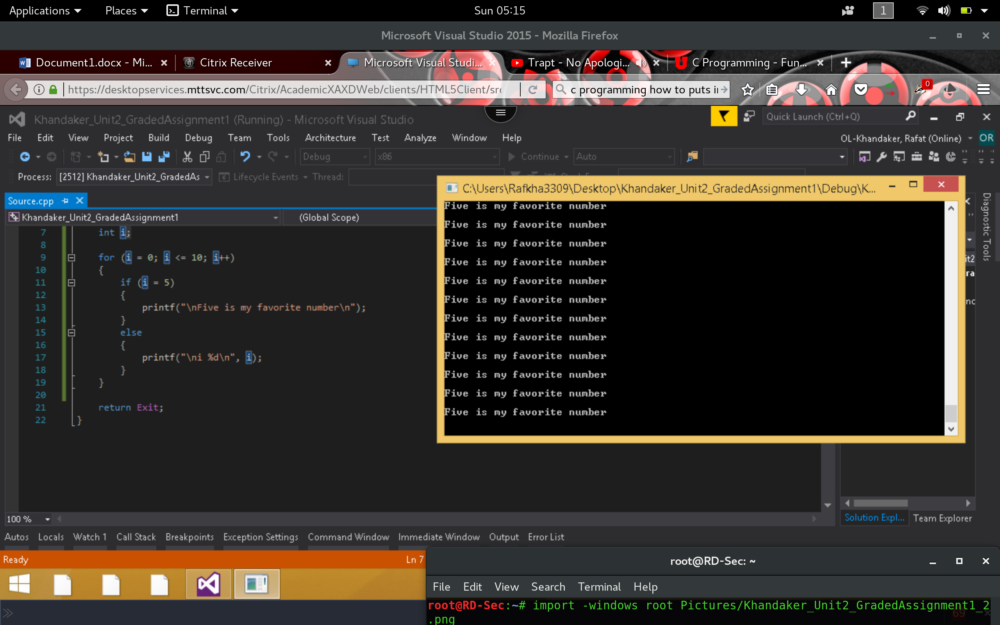 Applications Places Terminal Sun 05:15 1
Microsoft Visual Studio 2015 - Mozilla Firefox
Document1.docx - Mi... Citrix Receiver Microsoft Visual Studi... Trapt - No Apologi... C Programming - Fun...
https://desktopservices.mttsvc.com/Citrix/AcademicXAXDWeb/clients/HTML5Client/src c programming how to puts i 0
Khandaker_Unit2_GradedAssignment1 (Running) - Microsoft Visual Studio Quick Launch (Ctrl+Q)
File Edit View Project Build Debug Team Tools Architecture Test Analyze Window Help OL-Khandaker, Rafat (Online) OR
Debug x86 Continue Auto
Process: [2512] Khandaker_Unit2_GradedAs Lifecycle Events Thread:
C:\Users\Rafkha3309\Desktop\Khandaker_Unit2_GradedAssignment1\Debug\K...
Source.cpp
Khandaker_Unit2_GradedAssignment1 (Global Scope)
7 int i;
8
9 for (i = 0; i <= 10; i++)
10 {
11 if (i = 5)
12 {
13 printf("\nFive is my favorite number\n");
14 }
15 else
16 {
17 printf("\ni %d\n", i);
18 }
19 }
20
21 return Exit;
22 }
Five is my favorite number
Five is my favorite number
Five is my favorite number
Five is my favorite number
Five is my favorite number
Five is my favorite number
Five is my favorite number
Five is my favorite number
Five is my favorite number
Five is my favorite number
Five is my favorite number
Five is my favorite number
Diagnostic Tools
it2
ra
nc
100 %
Solution Expl... Team Explorer
Autos Locals Watch 1 Call Stack Breakpoints Exception Settings Command Window Immediate Window Output Error List
Ready Ln 7
root@RD-Sec: ~
File Edit View Search Terminal Help
root@RD-Sec:~# import -windows root Pictures/Khandaker_Unit2_GradedAssignment1_2
.png
69